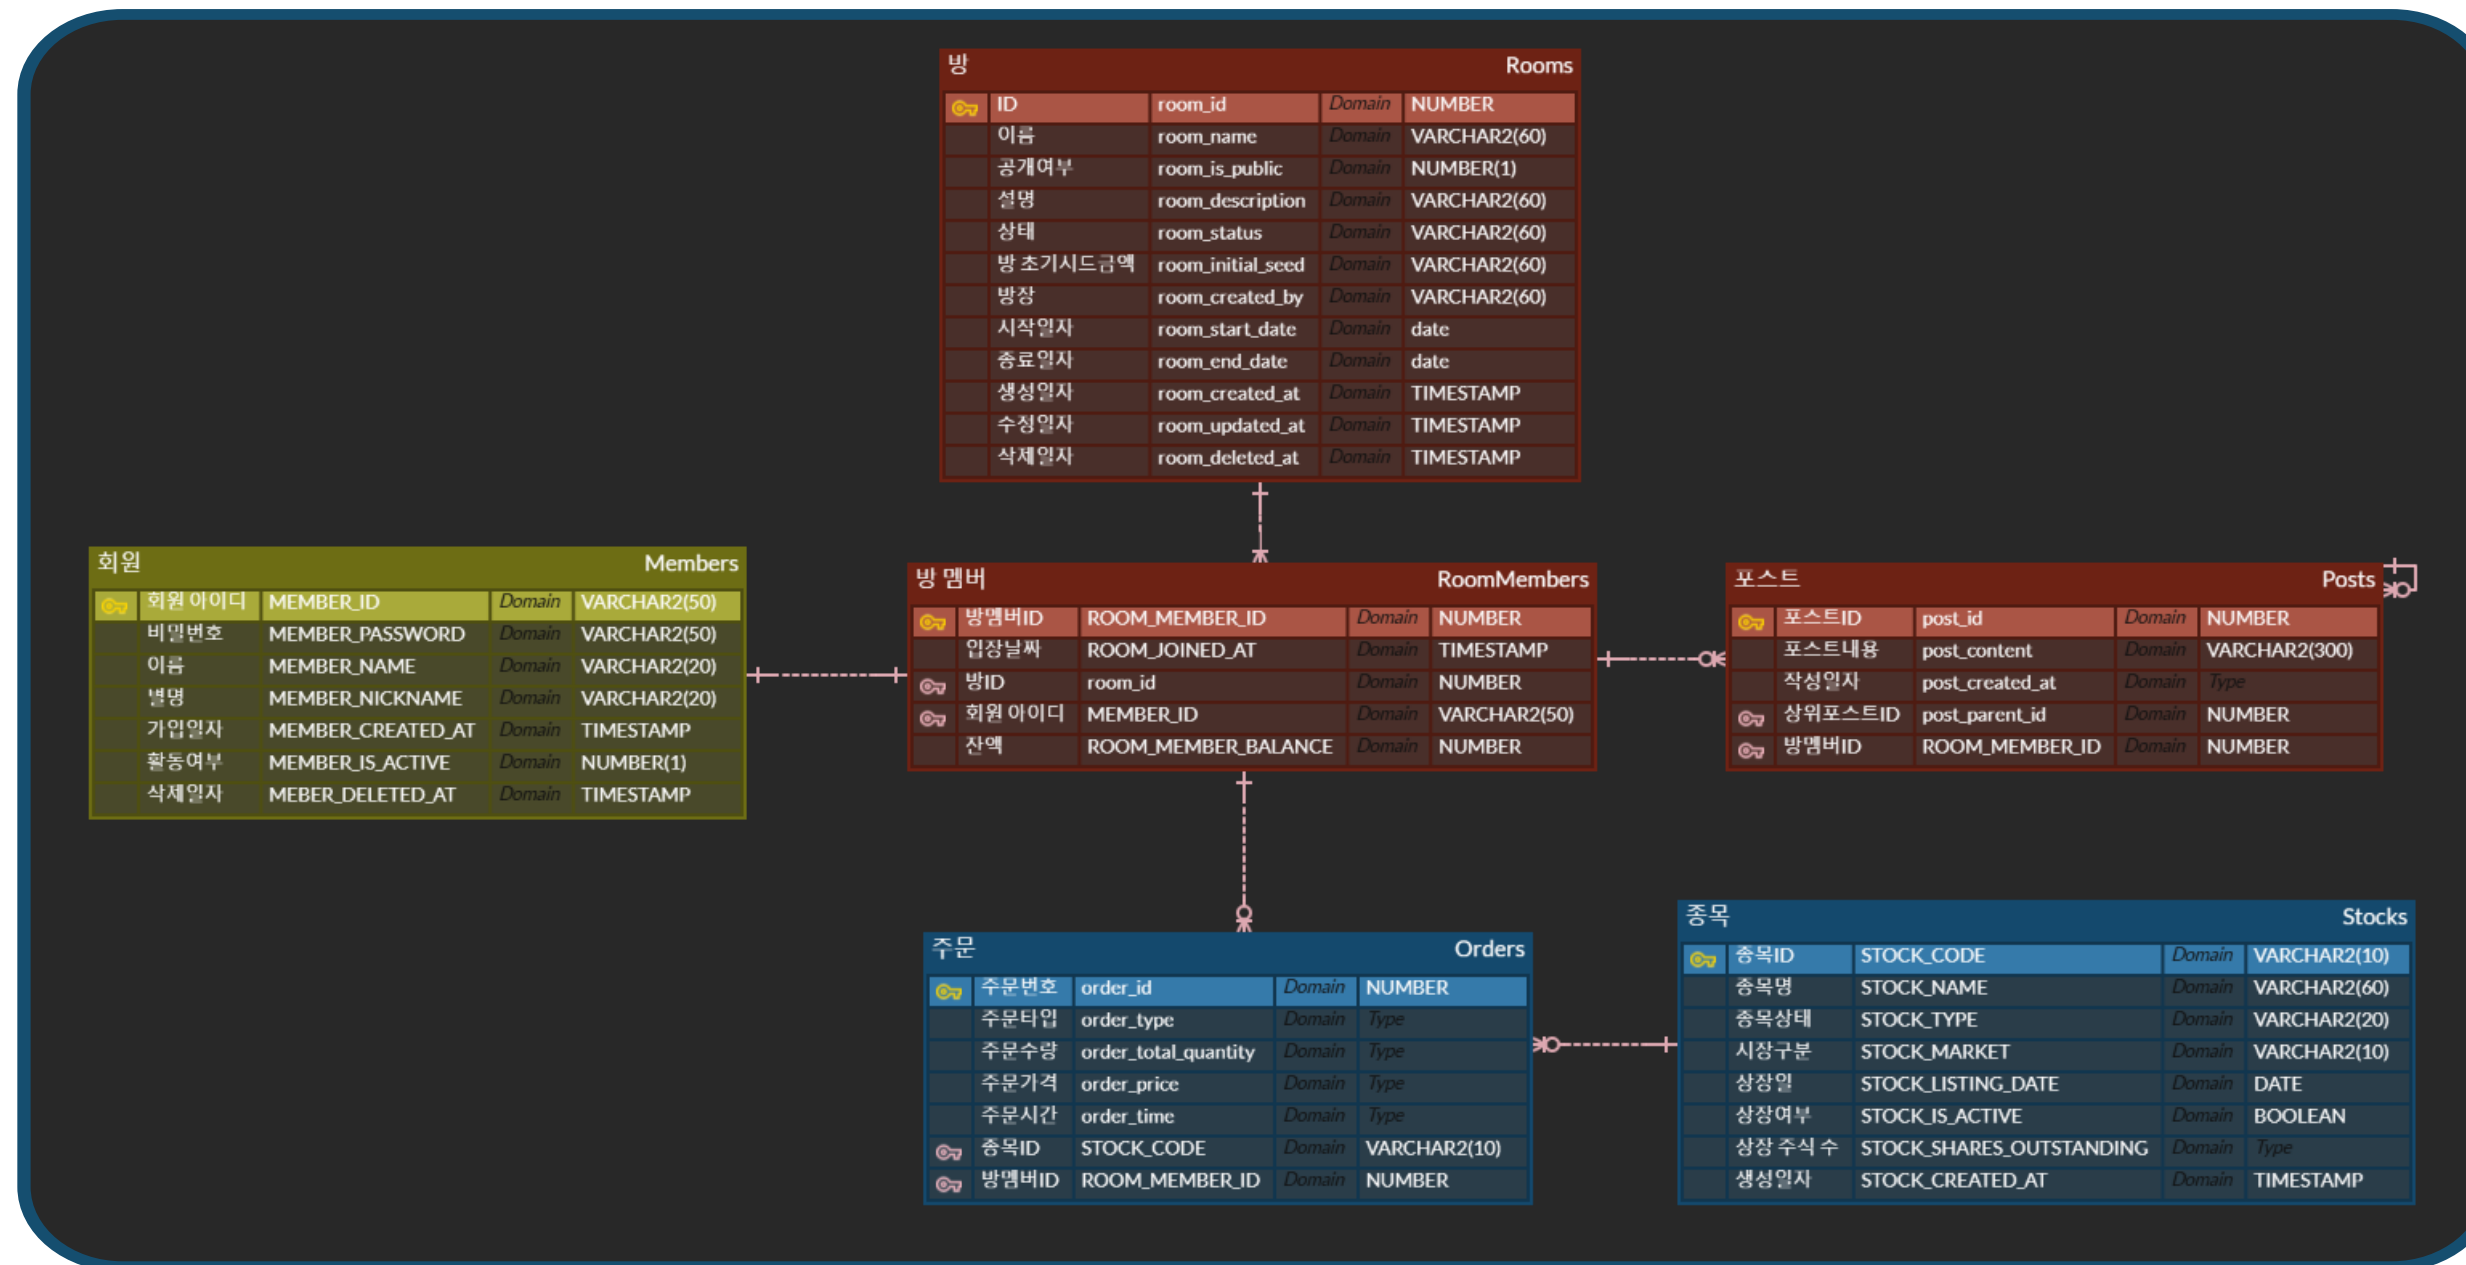 방 Rooms
ID room_id Domain NUMBER
이름 room_name Domain VARCHAR2(60)
공개여부 room_is_public Domain NUMBER(1)
설명 room_description Domain VARCHAR2(60)
상태 room_status Domain VARCHAR2(60)
방 초기시드금액 room_initial_seed Domain VARCHAR2(60)
방장 room_created_by Domain VARCHAR2(60)
시작일자 room_start_date Domain date
종료일자 room_end_date Domain date
생성일자 room_created_at Domain TIMESTAMP
수정일자 room_updated_at Domain TIMESTAMP
삭제일자 room_deleted_at Domain TIMESTAMP
회원 Members
회원 아이디 MEMBER_ID Domain VARCHAR2(50)
비밀번호 MEMBER_PASSWORD Domain VARCHAR2(50)
이름 MEMBER_NAME Domain VARCHAR2(20)
별명 MEMBER_NICKNAME Domain VARCHAR2(20)
가입일자 MEMBER_CREATED_AT Domain TIMESTAMP
활동여부 MEMBER_IS_ACTIVE Domain NUMBER(1)
삭제일자 MEBER_DELETED_AT Domain TIMESTAMP
방 멤버 RoomMembers
방멤버ID ROOM_MEMBER_ID Domain NUMBER
입장날짜 ROOM_JOINED_AT Domain TIMESTAMP
방ID room_id Domain NUMBER
회원 아이디 MEMBER_ID Domain VARCHAR2(50)
잔액 ROOM_MEMBER_BALANCE Domain NUMBER
포스트 Posts
포스트ID post_id Domain NUMBER
포스트내용 post_content Domain VARCHAR2(300)
작성일자 post_created_at Domain Type
상위포스트ID post_parent_id Domain NUMBER
방멤버ID ROOM_MEMBER_ID Domain NUMBER
주문 Orders
주문번호 order_id Domain NUMBER
주문타입 order_type Domain Type
주문수량 order_total_quantity Domain Type
주문가격 order_price Domain Type
주문시간 order_time Domain Type
종목ID STOCK_CODE Domain VARCHAR2(10)
방멤버ID ROOM_MEMBER_ID Domain NUMBER
종목 Stocks
종목ID STOCK_CODE Domain VARCHAR2(10)
종목명 STOCK_NAME Domain VARCHAR2(60)
종목상태 STOCK_TYPE Domain VARCHAR2(20)
시장구분 STOCK_MARKET Domain VARCHAR2(10)
상장일 STOCK_LISTING_DATE Domain DATE
상장여부 STOCK_IS_ACTIVE Domain BOOLEAN
상장 주식 수 STOCK_SHARES_OUTSTANDING Domain Type
생성일자 STOCK_CREATED_AT Domain TIMESTAMP